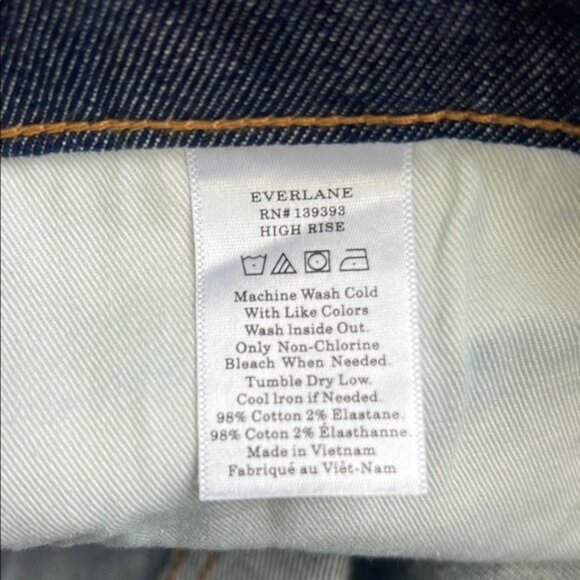 EVERLANE
RN# 139393
HIGH RISE
Machine Wash Cold
With Like Colors
Wash Inside Out.
Only Non-Chlorine
Bleach When Needed.
Tumble Dry Low.
Cool Iron if Needed.
98% Cotton 2% Elastane.
98% Coton 2% Élasthanne.
Made in Vietnam
Fabriqué au Viêt-Nam